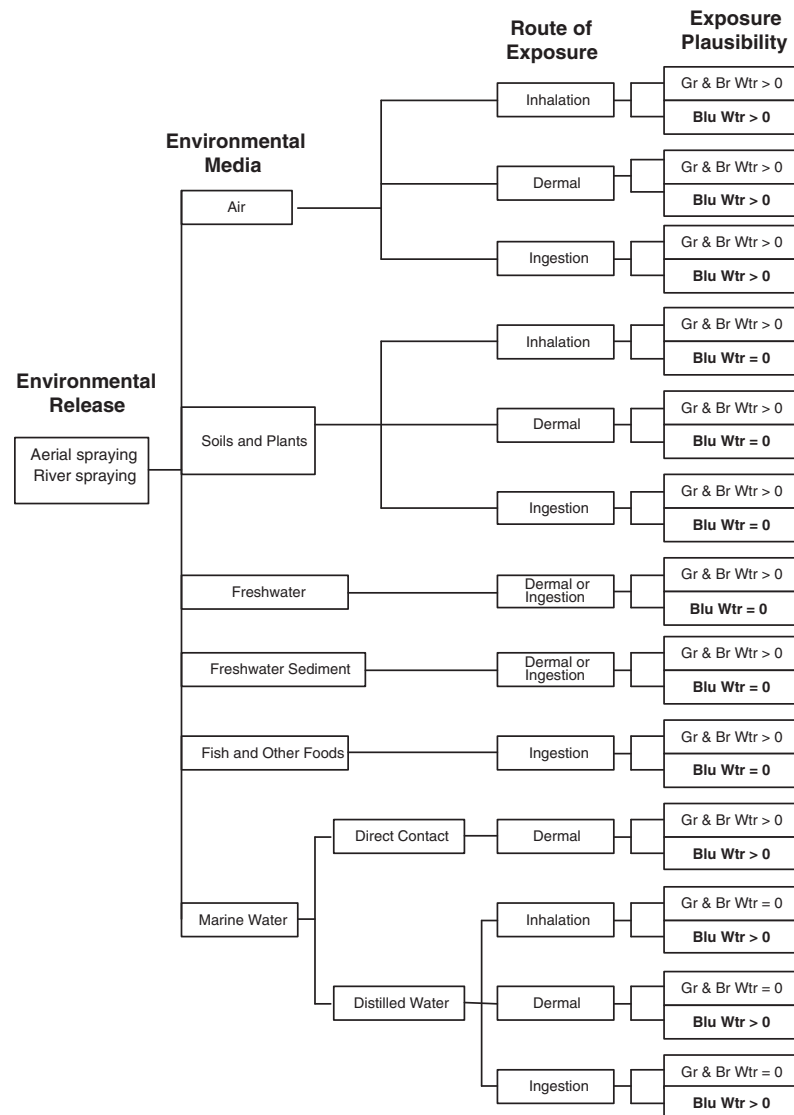 Exposure
Plausibility
Route of
Exposure
Environmental
Media
Environmental
Release
Aerial spraying
River spraying
Air
Inhalation
Gr & Br Wtr > 0
Blu Wtr > 0
Dermal
Gr & Br Wtr > 0
Blu Wtr > 0
Ingestion
Gr & Br Wtr > 0
Blu Wtr > 0
Soils and Plants
Inhalation
Gr & Br Wtr > 0
Blu Wtr = 0
Dermal
Gr & Br Wtr > 0
Blu Wtr = 0
Ingestion
Gr & Br Wtr > 0
Blu Wtr = 0
Freshwater
Dermal or
Ingestion
Gr & Br Wtr > 0
Blu Wtr = 0
Freshwater Sediment
Dermal or
Ingestion
Gr & Br Wtr > 0
Blu Wtr = 0
Fish and Other Foods
Ingestion
Gr & Br Wtr > 0
Blu Wtr = 0
Marine Water
Direct Contact
Dermal
Gr & Br Wtr > 0
Blu Wtr > 0
Distilled Water
Inhalation
Gr & Br Wtr = 0
Blu Wtr > 0
Dermal
Gr & Br Wtr = 0
Blu Wtr > 0
Ingestion
Gr & Br Wtr = 0
Blu Wtr > 0